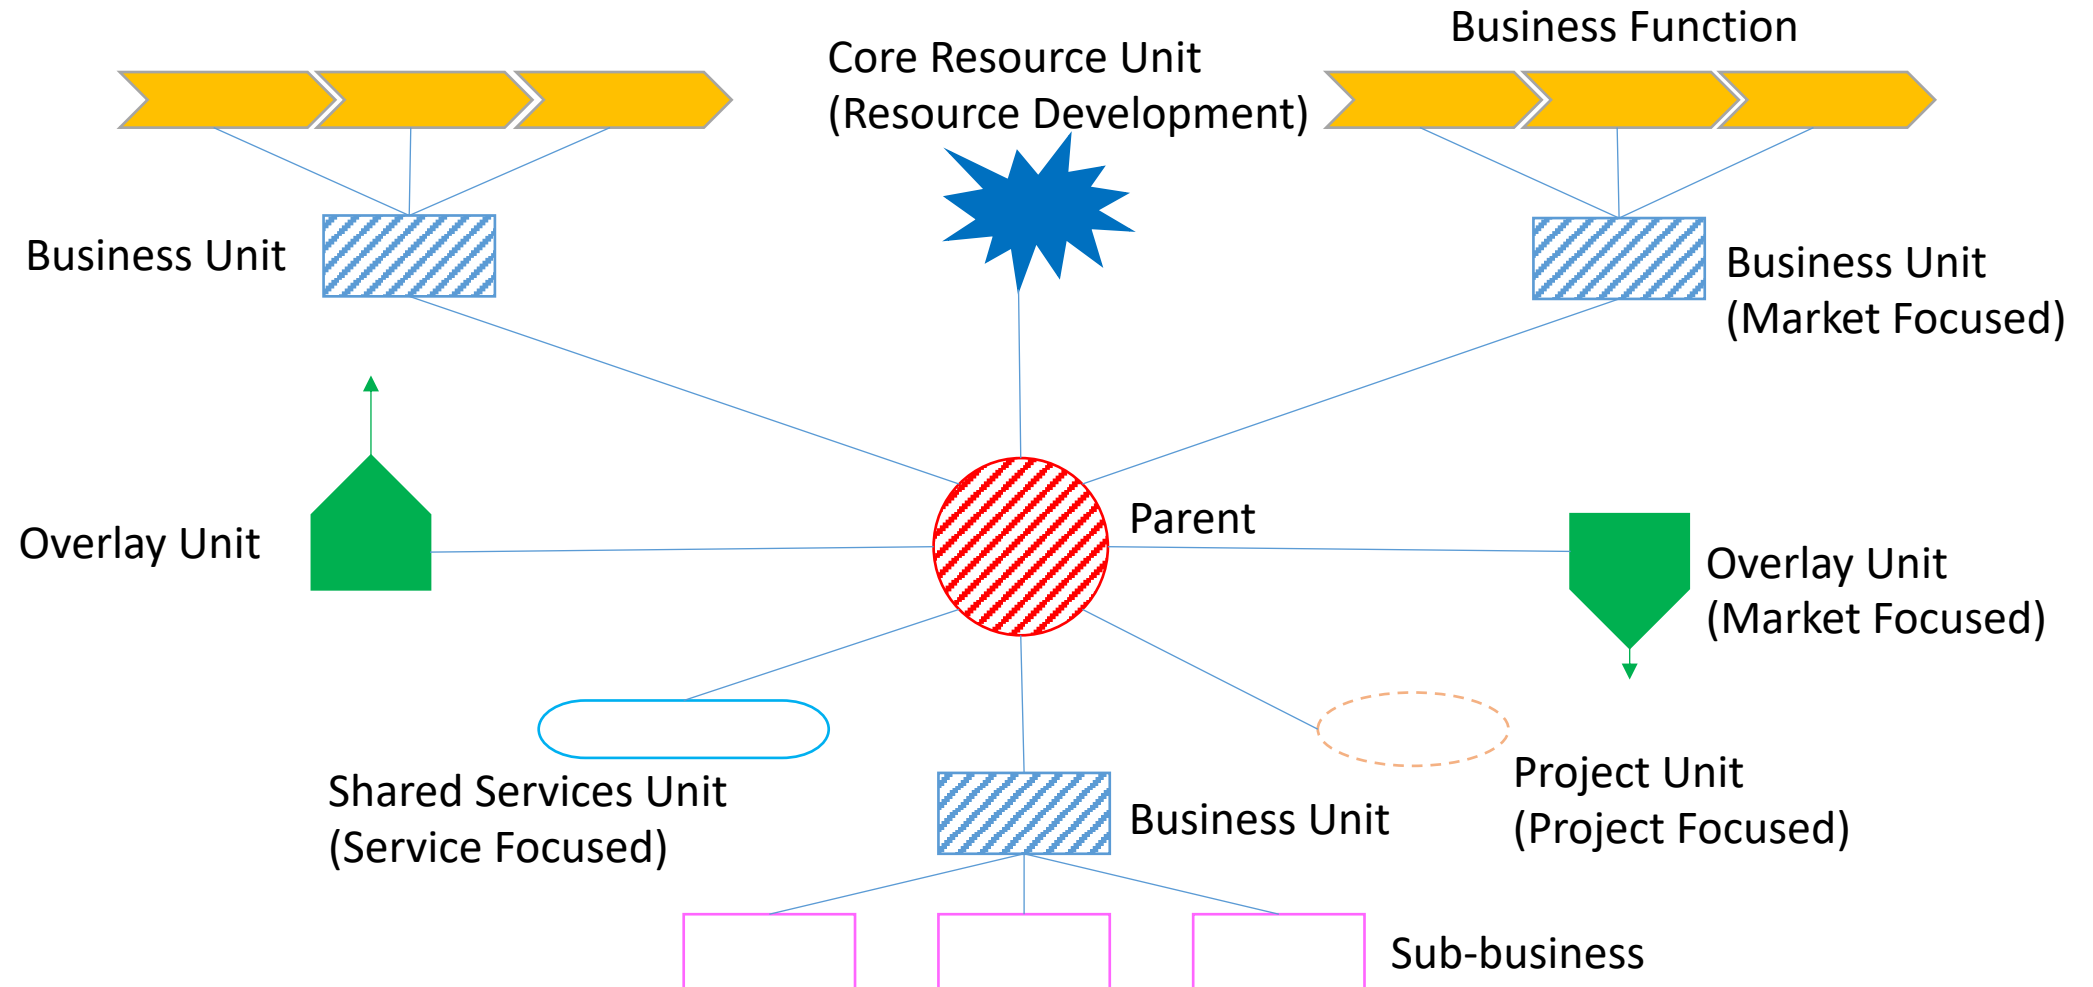 Business Function
Core Resource Unit
(Resource Development)
Business Unit
Business Unit
(Market Focused)
Parent
Overlay Unit
Overlay Unit
(Market Focused)
Shared Services Unit
(Service Focused)
Business Unit
Project Unit
(Project Focused)
Sub-business